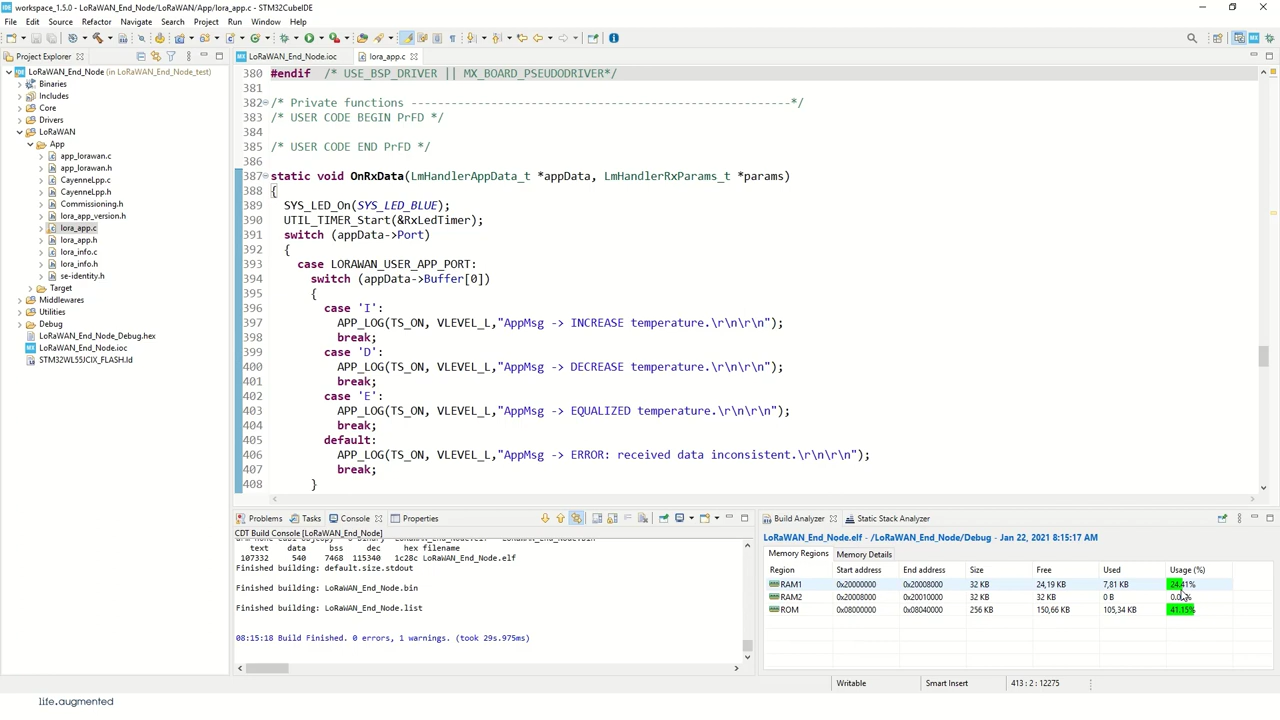 workspace_1.5.0 - LoRaWAN_End_Node/LoRaWAN/App/lora_app.c - STM32CubeIDE
File Edit Source Refactor Navigate Search Project Run Window Help
Project Explorer
LoRaWAN_End_Node (in LoRaWAN_End_Node_test)
Binaries
Includes
Core
Drivers
LoRaWAN
App
app_lorawan.c
app_lorawan.h
CayenneLpp.c
CayenneLpp.h
Commissioning.h
lora_app_version.h
lora_app.c
lora_app.h
lora_info.c
lora_info.h
se-identity.h
Target
Middlewares
Utilities
Debug
LoRaWAN_End_Node_Debug.hex
LoRaWAN_End_Node.ioc
STM32WL55JCIX_FLASH.ld
LoRaWAN_End_Node.ioc lora_app.c
380 #endif /* USE_BSP_DRIVER || MX_BOARD_PSEUDODRIVER*/
381
382 /* Private functions ---------------------------------------------------------*/
383 /* USER CODE BEGIN PrFD */
384
385 /* USER CODE END PrFD */
386
387 static void OnRxData(LmHandlerAppData_t *appData, LmHandlerRxParams_t *params)
388 {
389 SYS_LED_On(SYS_LED_BLUE);
390 UTIL_TIMER_Start(&RxLedTimer);
391 switch (appData->Port)
392 {
393 case LORAWAN_USER_APP_PORT:
394 switch (appData->Buffer[0])
395 {
396 case 'I':
397 APP_LOG(TS_ON, VLEVEL_L,"AppMsg -> INCREASE temperature.\r\n\r\n");
398 break;
399 case 'D':
400 APP_LOG(TS_ON, VLEVEL_L,"AppMsg -> DECREASE temperature.\r\n\r\n");
401 break;
402 case 'E':
403 APP_LOG(TS_ON, VLEVEL_L,"AppMsg -> EQUALIZED temperature.\r\n\r\n");
404 break;
405 default:
406 APP_LOG(TS_ON, VLEVEL_L,"AppMsg -> ERROR: received data inconsistent.\r\n\r\n");
407 break;
408 }
Problems Tasks Console Properties
CDT Build Console [LoRaWAN_End_Node]
text data bss dec hex filename
107332 540 7468 115340 1c28c LoRaWAN_End_Node.elf
Finished building: default.size.stdout
Finished building: LoRaWAN_End_Node.bin
Finished building: LoRaWAN_End_Node.list
08:15:18 Build Finished. 0 errors, 1 warnings. (took 29s.975ms)
Build Analyzer Static Stack Analyzer
LoRaWAN_End_Node.elf - /LoRaWAN_End_Node/Debug - Jan 22, 2021 8:15:17 AM
Memory Regions Memory Details
Region Start address End address Size Free Used Usage (%)
RAM1 0x20000000 0x20008000 32 KB 24,19 KB 7,81 KB 24.41%
RAM2 0x20008000 0x20010000 32 KB 32 KB 0 B
ROM 0x08000000 0x08040000 256 KB 150,66 KB 105,34 KB 41.15%
Writable Smart Insert 413 : 2 : 12275
life.augmented